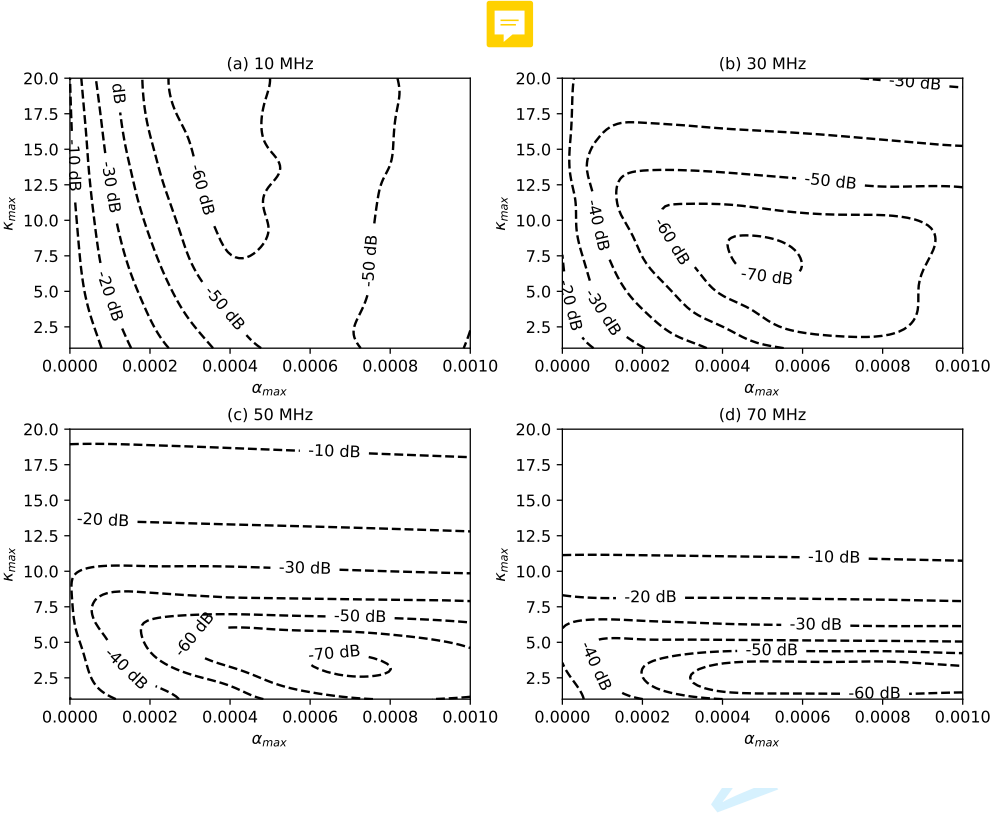 (a) 10 MHz
(b) 30 MHz
20.0
17.5
15.0
12.5
10.0
7.5
5.0
2.5
κmax
-10 dB
-20 dB
-30 dB
dB
-50 dB
-60 dB
-50 dB
0.0000 0.0002 0.0004 0.0006 0.0008 0.0010
αmax
20.0
17.5
15.0
12.5
10.0
7.5
5.0
2.5
κmax
-30 dB
-50 dB
-40 dB
-60 dB
-70 dB
-20 dB
-30 dB
0.0000 0.0002 0.0004 0.0006 0.0008 0.0010
αmax
(c) 50 MHz
(d) 70 MHz
20.0
17.5
15.0
12.5
10.0
7.5
5.0
2.5
κmax
-10 dB
-20 dB
-30 dB
-50 dB
-60 dB
-70 dB
-40 dB
0.0000 0.0002 0.0004 0.0006 0.0008 0.0010
αmax
20.0
17.5
15.0
12.5
10.0
7.5
5.0
2.5
κmax
-10 dB
-20 dB
-30 dB
-50 dB
-40 dB
-60 dB
0.0000 0.0002 0.0004 0.0006 0.0008 0.0010
αmax